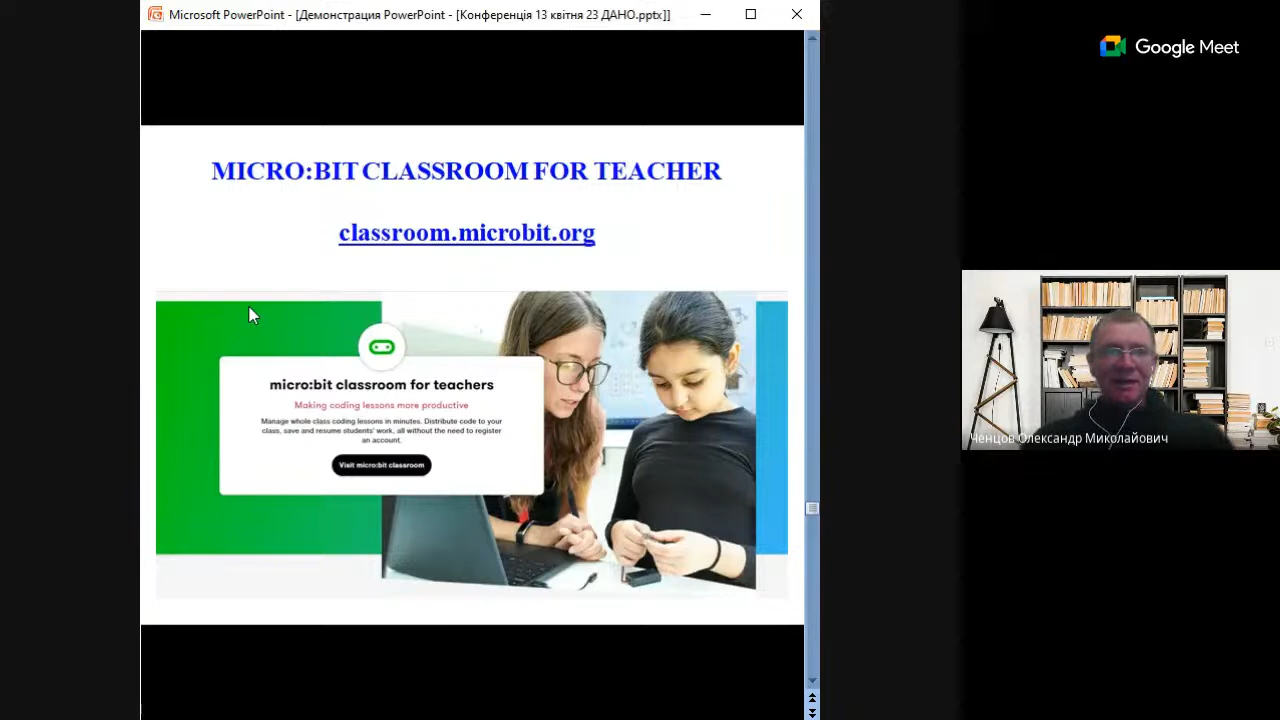 Microsoft PowerPoint - [Демонстрация PowerPoint - [Конференція 13 квітня 23 ДАНО.pptx]]
Google Meet
MICRO:BIT CLASSROOM FOR TEACHER
classroom.microbit.org
micro:bit classroom for teachers
Making coding lessons more productive
Manage whole class coding lessons in minutes. Distribute code to your
class, save and resume students' work, all without the need to register
an account.
Visit micro:bit classroom
Ченцов Олександр Миколайович